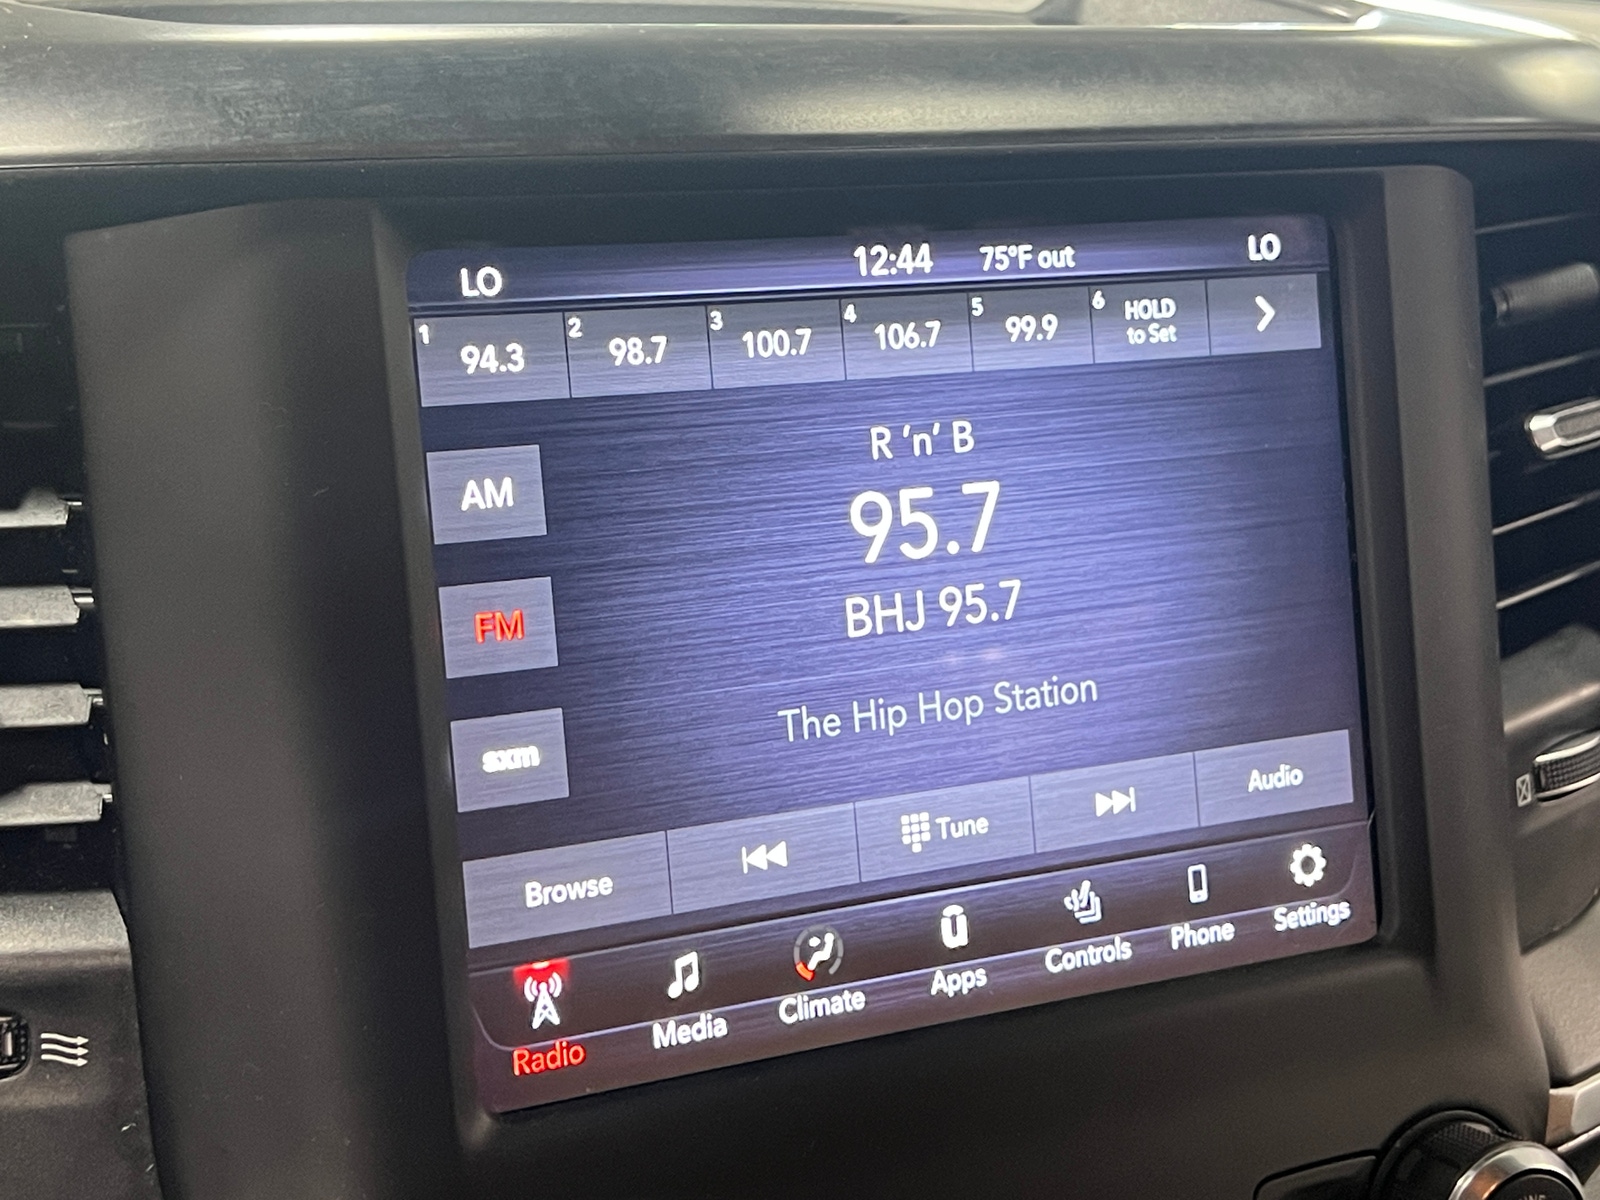 LO 12:44 75°F out LO
1 94.3 2 98.7 3 100.7 4 106.7 5 99.9 6 HOLD to Set
R 'n' B
AM
95.7
FM
BHJ 95.7
The Hip Hop Station
sxm
Browse Tune Audio
Radio Media Climate Apps Controls Phone Settings